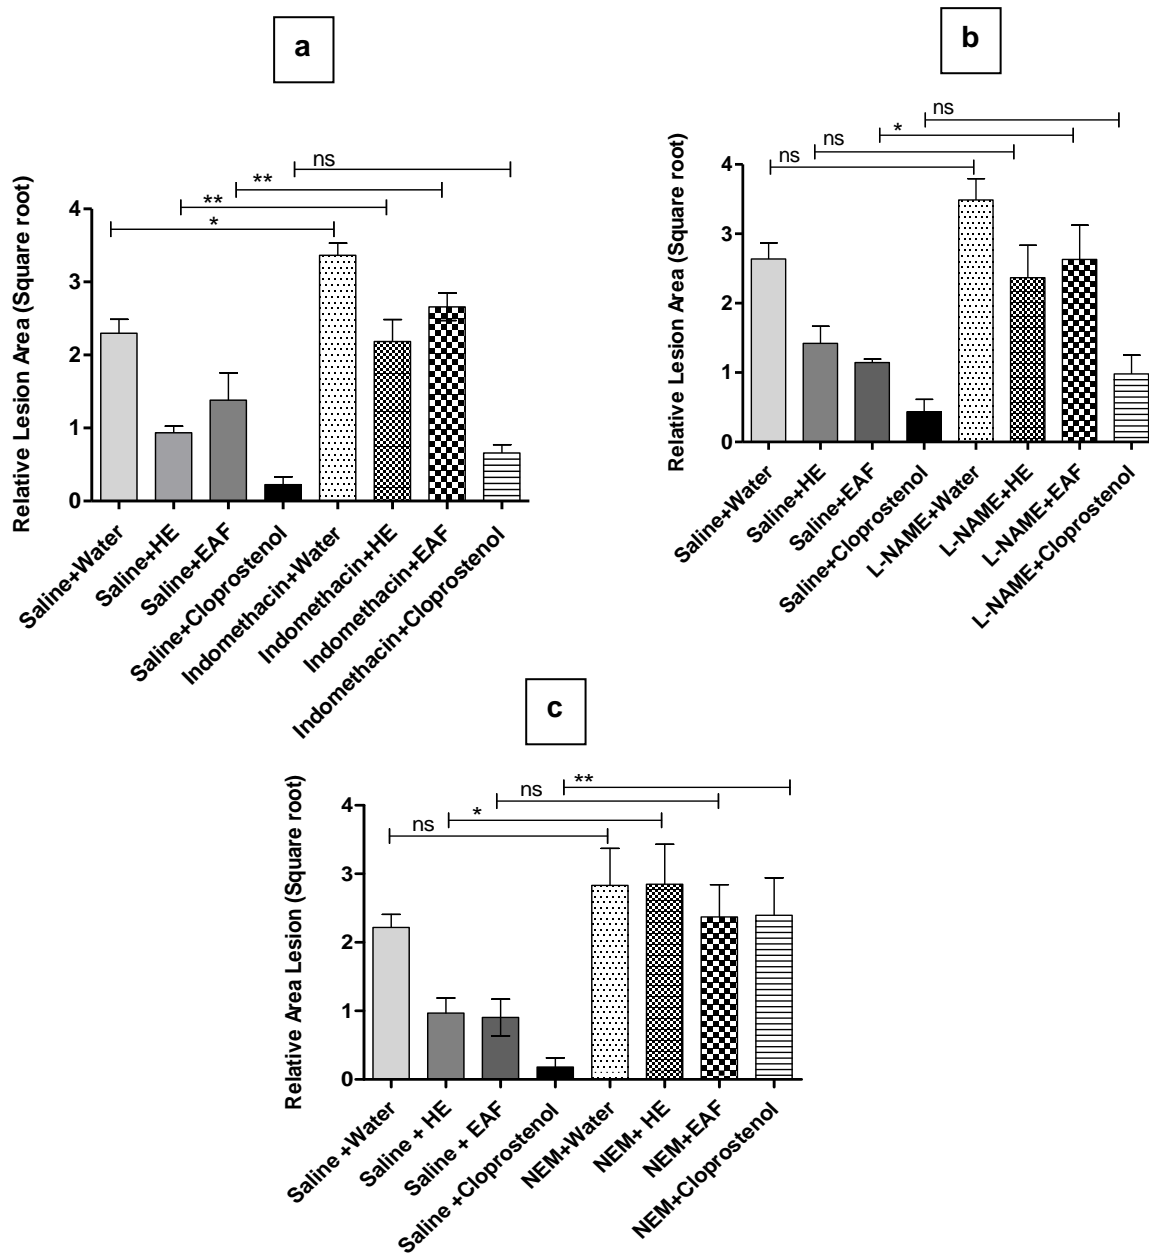 a
ns
**
**
*
Relative Lesion Area (Square root)
4
3
2
1
0
Saline+Water
Saline+HE
Saline+EAF
Saline+Cloprostenol
Indomethacin+Water
Indomethacin+HE
Indomethacin+EAF
Indomethacin+Cloprostenol
b
ns
*
ns
ns
Relative Lesion Area (Square root)
4
3
2
1
0
Saline+Water
Saline+HE
Saline+EAF
Saline+Cloprostenol
L-NAME+Water
L-NAME+HE
L-NAME+EAF
L-NAME+Cloprostenol
c
**
ns
*
ns
Relative Area Lesion (Square root)
4
3
2
1
0
Saline +Water
Saline + HE
Saline + EAF
Saline +Cloprostenol
NEM+Water
NEM+ HE
NEM+EAF
NEM+Cloprostenol